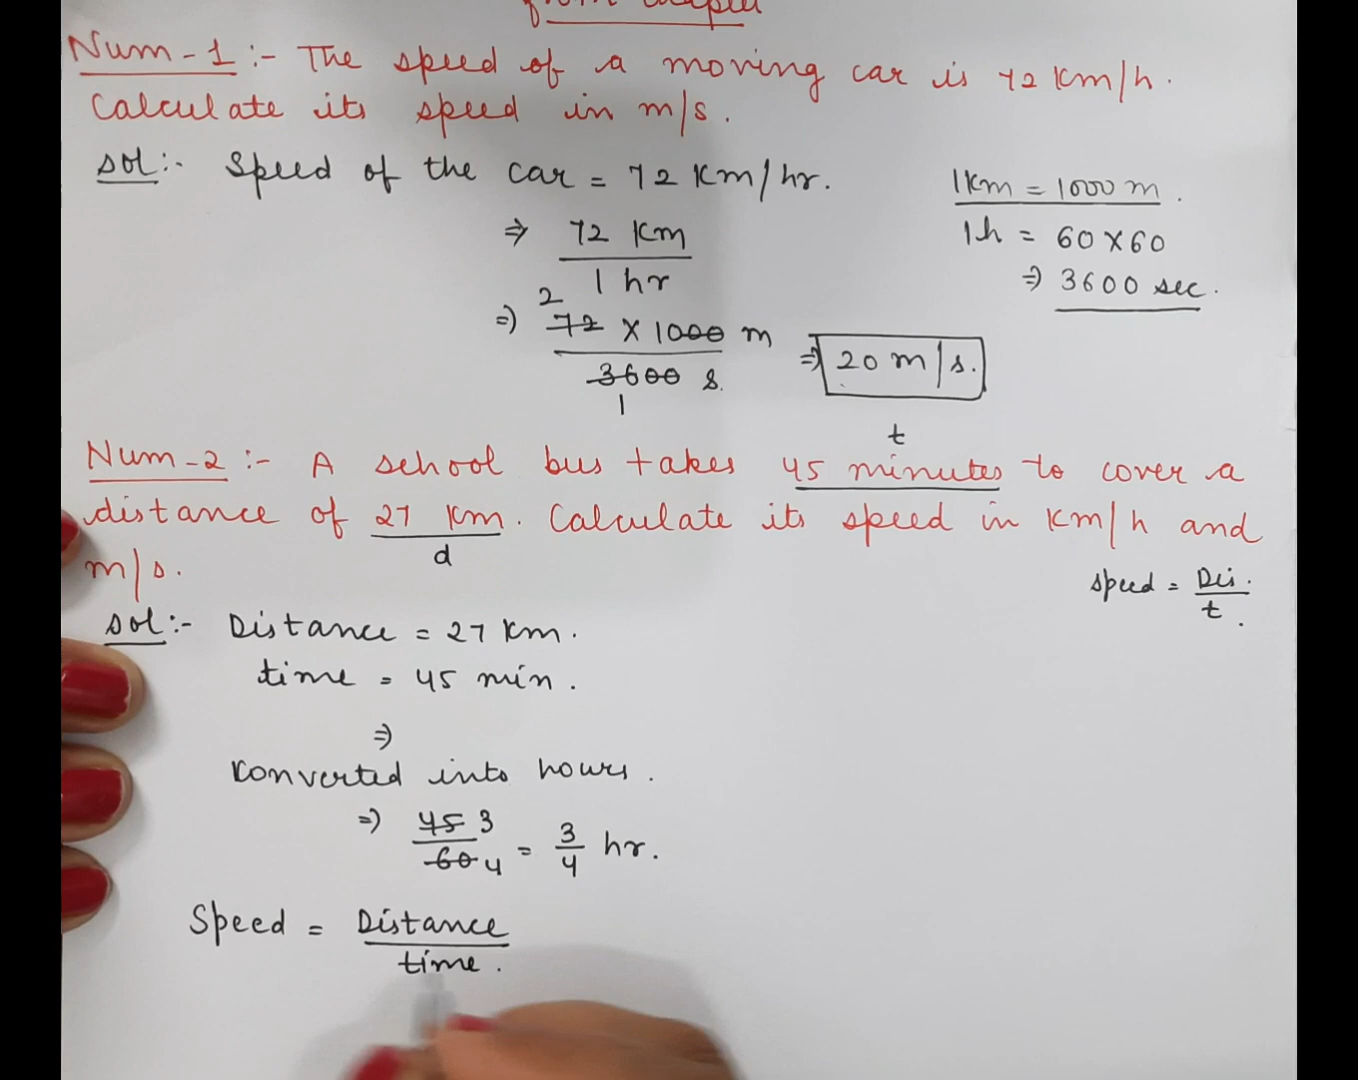 Num-1 :- The speed of a moving car is 72 Km/h.
Calculate its speed in m/s.
Sol:- Speed of the car = 72 Km/hr.
1Km = 1000 m.
⇒ 72 Km
1 hr
1h = 60 × 60
⇒ 3600 sec.
2
⇒ 72 × 1000 m
3600 s.
1
⇒ 20 m/s.
t
Num-2 :- A school bus takes 45 minutes to cover a
distance of 27 Km. Calculate its speed in Km/h and
d
m/s.
speed = Dis.
t.
Sol:- Distance = 27 Km.
time = 45 min.
⇒
Converted into hours.
⇒ 45 3
60 4
= 3
4 hr.
Speed = Distance
time.